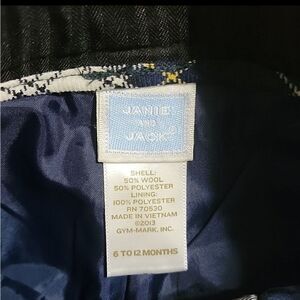 JANIE
AND
JACK®
SHELL:
50% WOOL
50% POLYESTER
LINING:
100% POLYESTER
RN 70530
MADE IN VIETNAM
©2013
GYM-MARK, INC.
6 TO 12 MONTHS